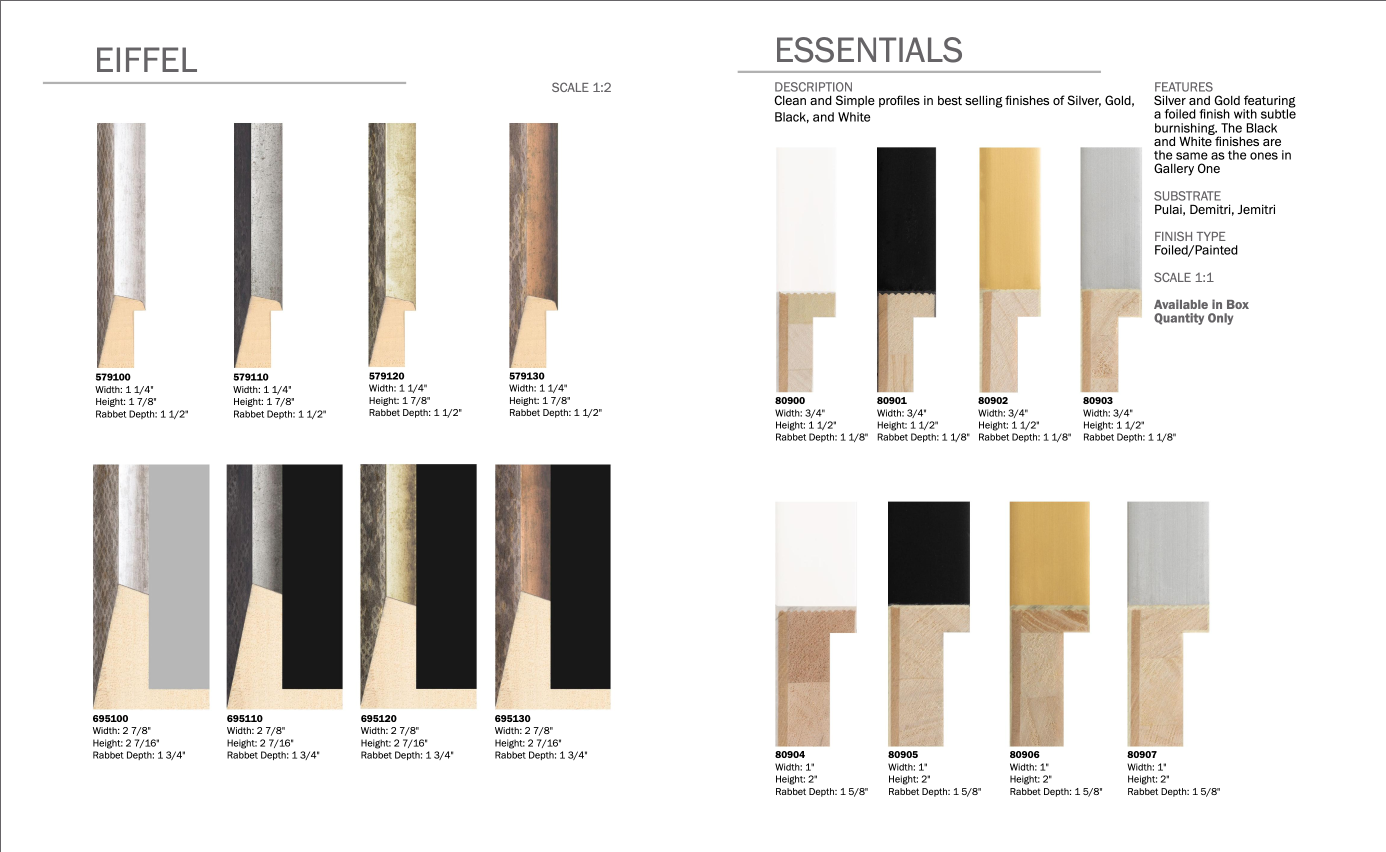 EIFFEL
SCALE 1:2
579100
Width: 1 1/4"
Height: 1 7/8"
Rabbet Depth: 1 1/2"
579110
Width: 1 1/4"
Height: 1 7/8"
Rabbet Depth: 1 1/2"
579120
Width: 1 1/4"
Height: 1 7/8"
Rabbet Depth: 1 1/2"
579130
Width: 1 1/4"
Height: 1 7/8"
Rabbet Depth: 1 1/2"
695100
Width: 2 7/8"
Height: 2 7/16"
Rabbet Depth: 1 3/4"
695110
Width: 2 7/8"
Height: 2 7/16"
Rabbet Depth: 1 3/4"
695120
Width: 2 7/8"
Height: 2 7/16"
Rabbet Depth: 1 3/4"
695130
Width: 2 7/8"
Height: 2 7/16"
Rabbet Depth: 1 3/4"
ESSENTIALS
DESCRIPTION
Clean and Simple profiles in best selling finishes of Silver, Gold,
Black, and White
FEATURES
Silver and Gold featuring
a foiled finish with subtle
burnishing. The Black
and White finishes are
the same as the ones in
Gallery One
SUBSTRATE
Pulai, Demitri, Jemitri
FINISH TYPE
Foiled/Painted
SCALE 1:1
Available in Box
Quantity Only
80900
Width: 3/4"
Height: 1 1/2"
Rabbet Depth: 1 1/8"
80901
Width: 3/4"
Height: 1 1/2"
Rabbet Depth: 1 1/8"
80902
Width: 3/4"
Height: 1 1/2"
Rabbet Depth: 1 1/8"
80903
Width: 3/4"
Height: 1 1/2"
Rabbet Depth: 1 1/8"
80904
Width: 1"
Height: 2"
Rabbet Depth: 1 5/8"
80905
Width: 1"
Height: 2"
Rabbet Depth: 1 5/8"
80906
Width: 1"
Height: 2"
Rabbet Depth: 1 5/8"
80907
Width: 1"
Height: 2"
Rabbet Depth: 1 5/8"